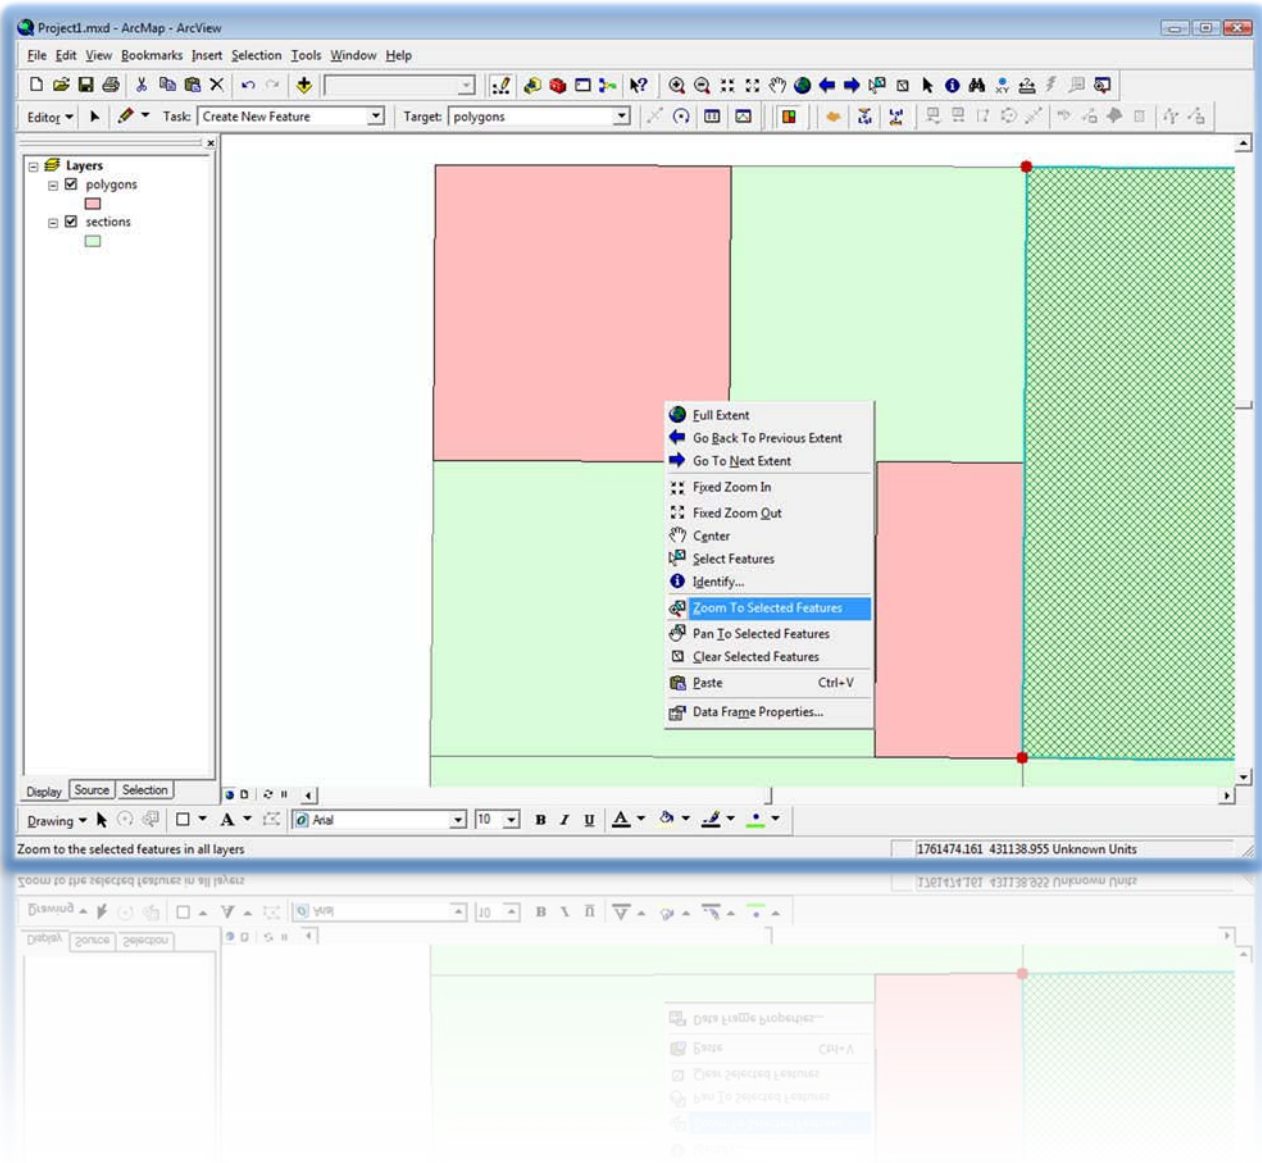 Project1.mxd - ArcMap - ArcView
File Edit View Bookmarks Insert Selection Tools Window Help
Editor Task: Create New Feature Target: polygons
Layers
polygons
sections
Full Extent
Go Back To Previous Extent
Go To Next Extent
Fixed Zoom In
Fixed Zoom Out
Center
Select Features
Identify...
Zoom To Selected Features
Pan To Selected Features
Clear Selected Features
Paste Ctrl+V
Data Frame Properties...
Display Source Selection
Drawing A Arial 10 B I U A
Zoom to the selected features in all layers 1761474.161 431138.955 Unknown Units